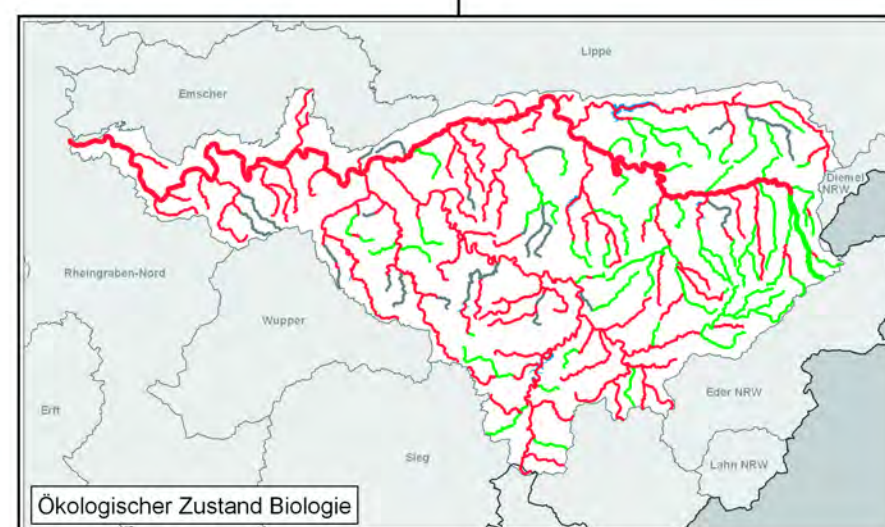 Lippe
Emscher
Diemel
NRW
Rheingraben-Nord
Wupper
Eder NRW
Erft
Sieg
Lahn NRW
Ökologischer Zustand Biologie